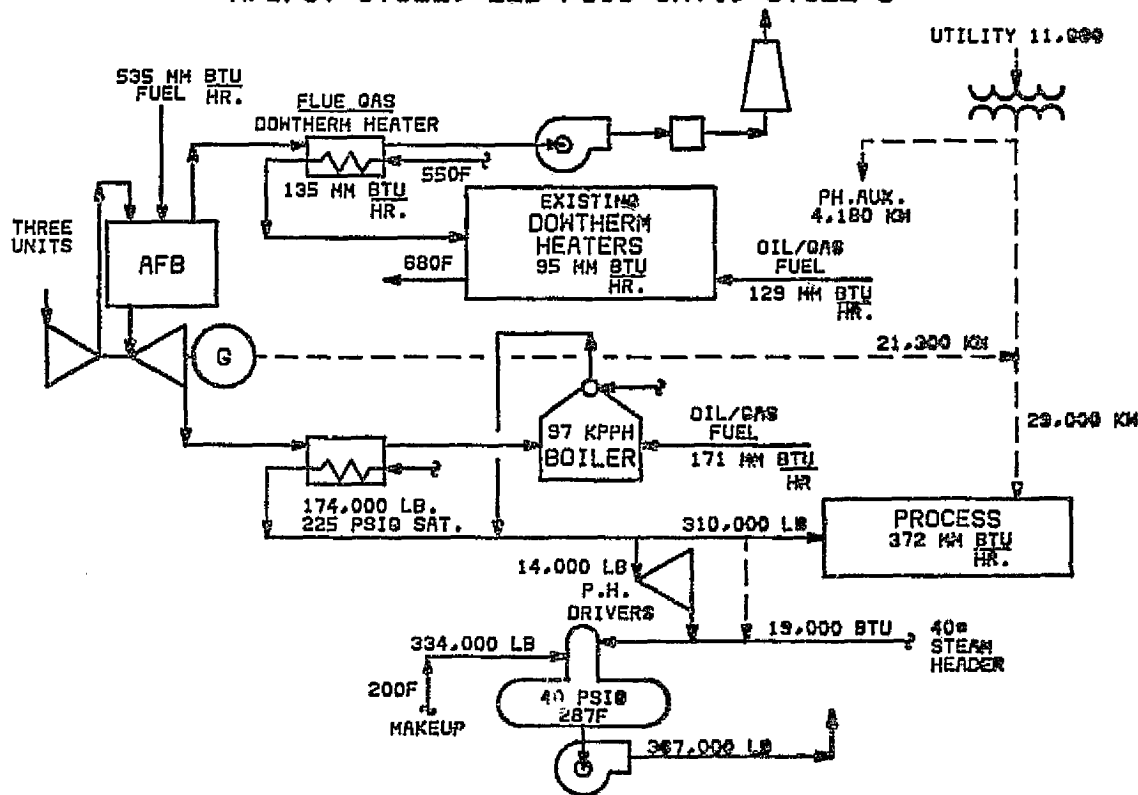 UTILITY 11,000
535 MM BTU
FUEL HR.
FLUE GAS
DOWTHERM HEATER
550F
135 MM BTU
HR.
PH.AUX.
4,180 KW
THREE
UNITS
AFB
EXISTING
DOWTHERM
HEATERS
95 MM BTU
HR.
680F
OIL/GAS
FUEL
129 MM BTU
HR.
G
21,300 KW
29,000 KW
97 KPPH
BOILER
OIL/GAS
FUEL
171 MM BTU
HR
174,000 LB.
225 PSIG SAT.
310,000 LB
PROCESS
372 MM BTU
HR.
14,000 LB
P.H.
DRIVERS
19,000 BTU
40#
STEAM
HEADER
334,000 LB
200F
MAKEUP
40 PSIG
287F
367,000 LB